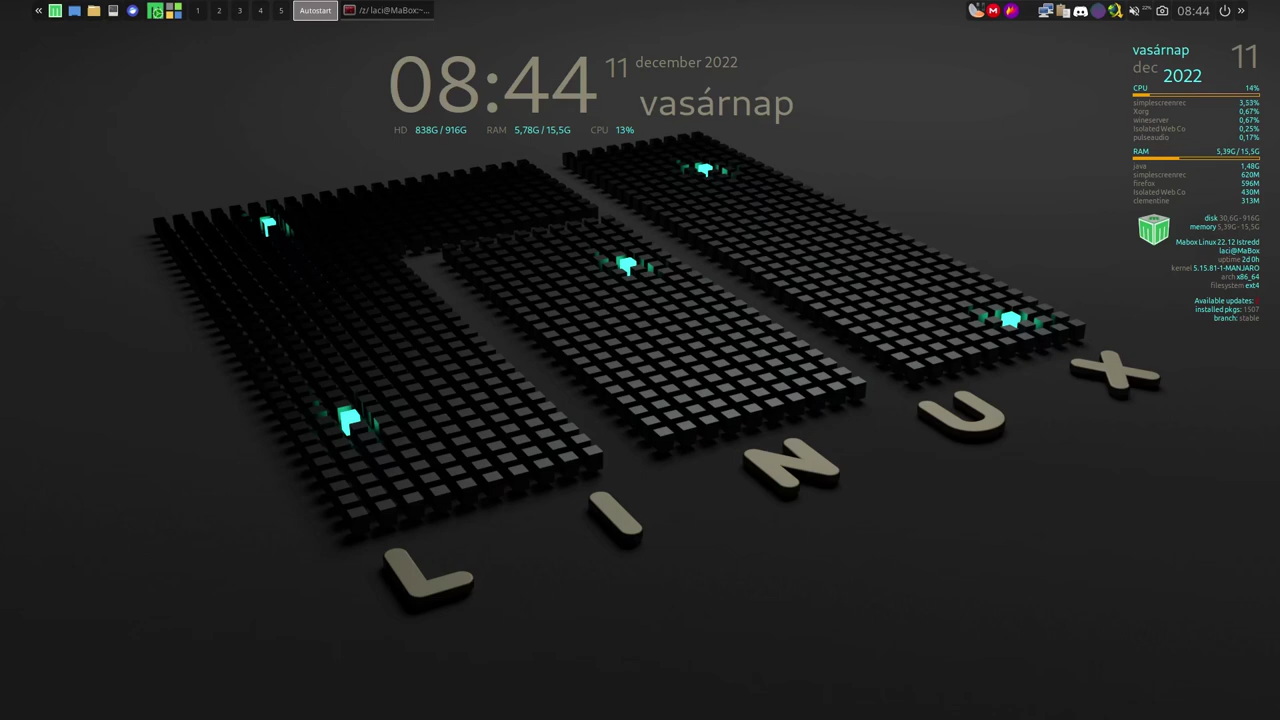 « 1 2 3 4 5 Autostart /z/ laci@MaBox:~... 22% 08:44 »
08:44 11 december 2022
vasárnap
HD 838G / 916G RAM 5,78G / 15,5G CPU 13%
vasárnap 11
dec 2022
CPU 14%
simplescreenrec 3,53%
Xorg 0,67%
wineserver 0,67%
Isolated Web Co 0,25%
pulseaudio 0,17%
RAM 5,39G / 15,5G
java 1,48G
simplescreenrec 620M
firefox 596M
Isolated Web Co 430M
clementine 313M
disk 30,6G - 916G
memory 5,39G - 15,5G
Mabox Linux 22.12 Istredd
laci@MaBox
uptime 2d 0h
kernel 5.15.81-1-MANJARO
arch x86_64
filesystem ext4
Available updates:
installed pkgs: 1507
branch: stable
LINUX